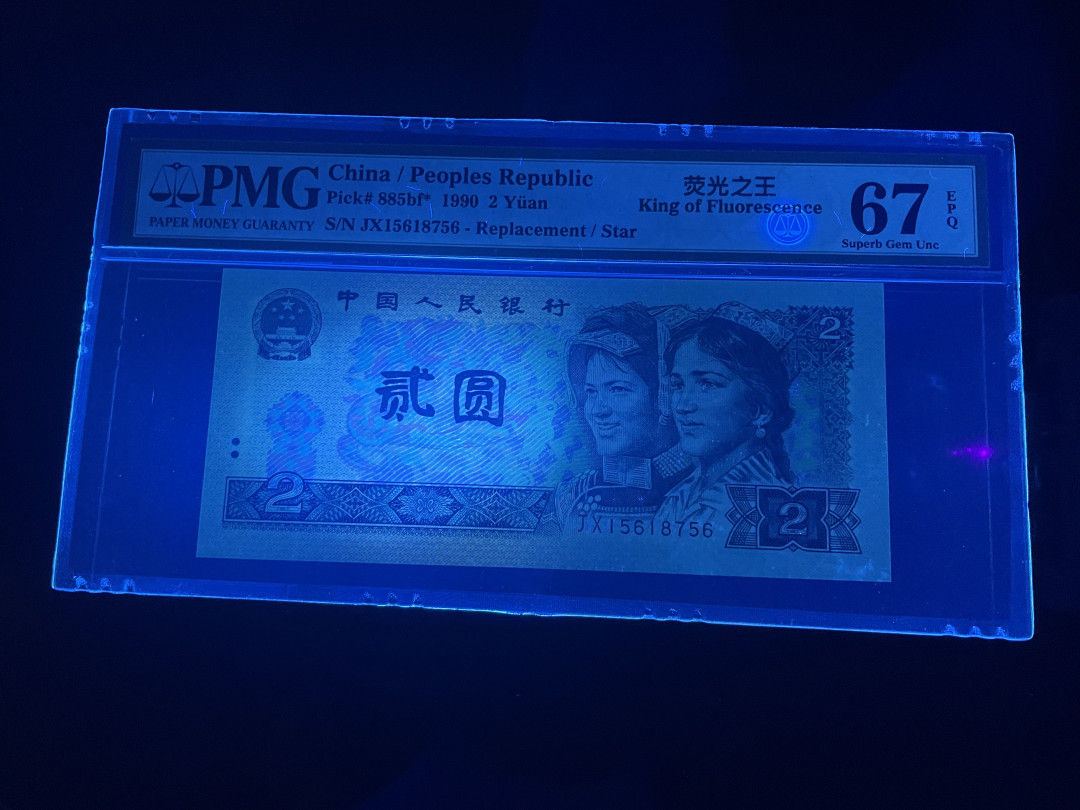 PMG
PAPER MONEY GUARANTY
China / Peoples Republic
Pick# 885bf* 1990 2 Yüan
S/N JX15618756 - Replacement / Star
荧光之王
King of Fluorescence
67
EPQ
Superb Gem Unc
中国人民银行
2
贰圆
2
JX15618756
2